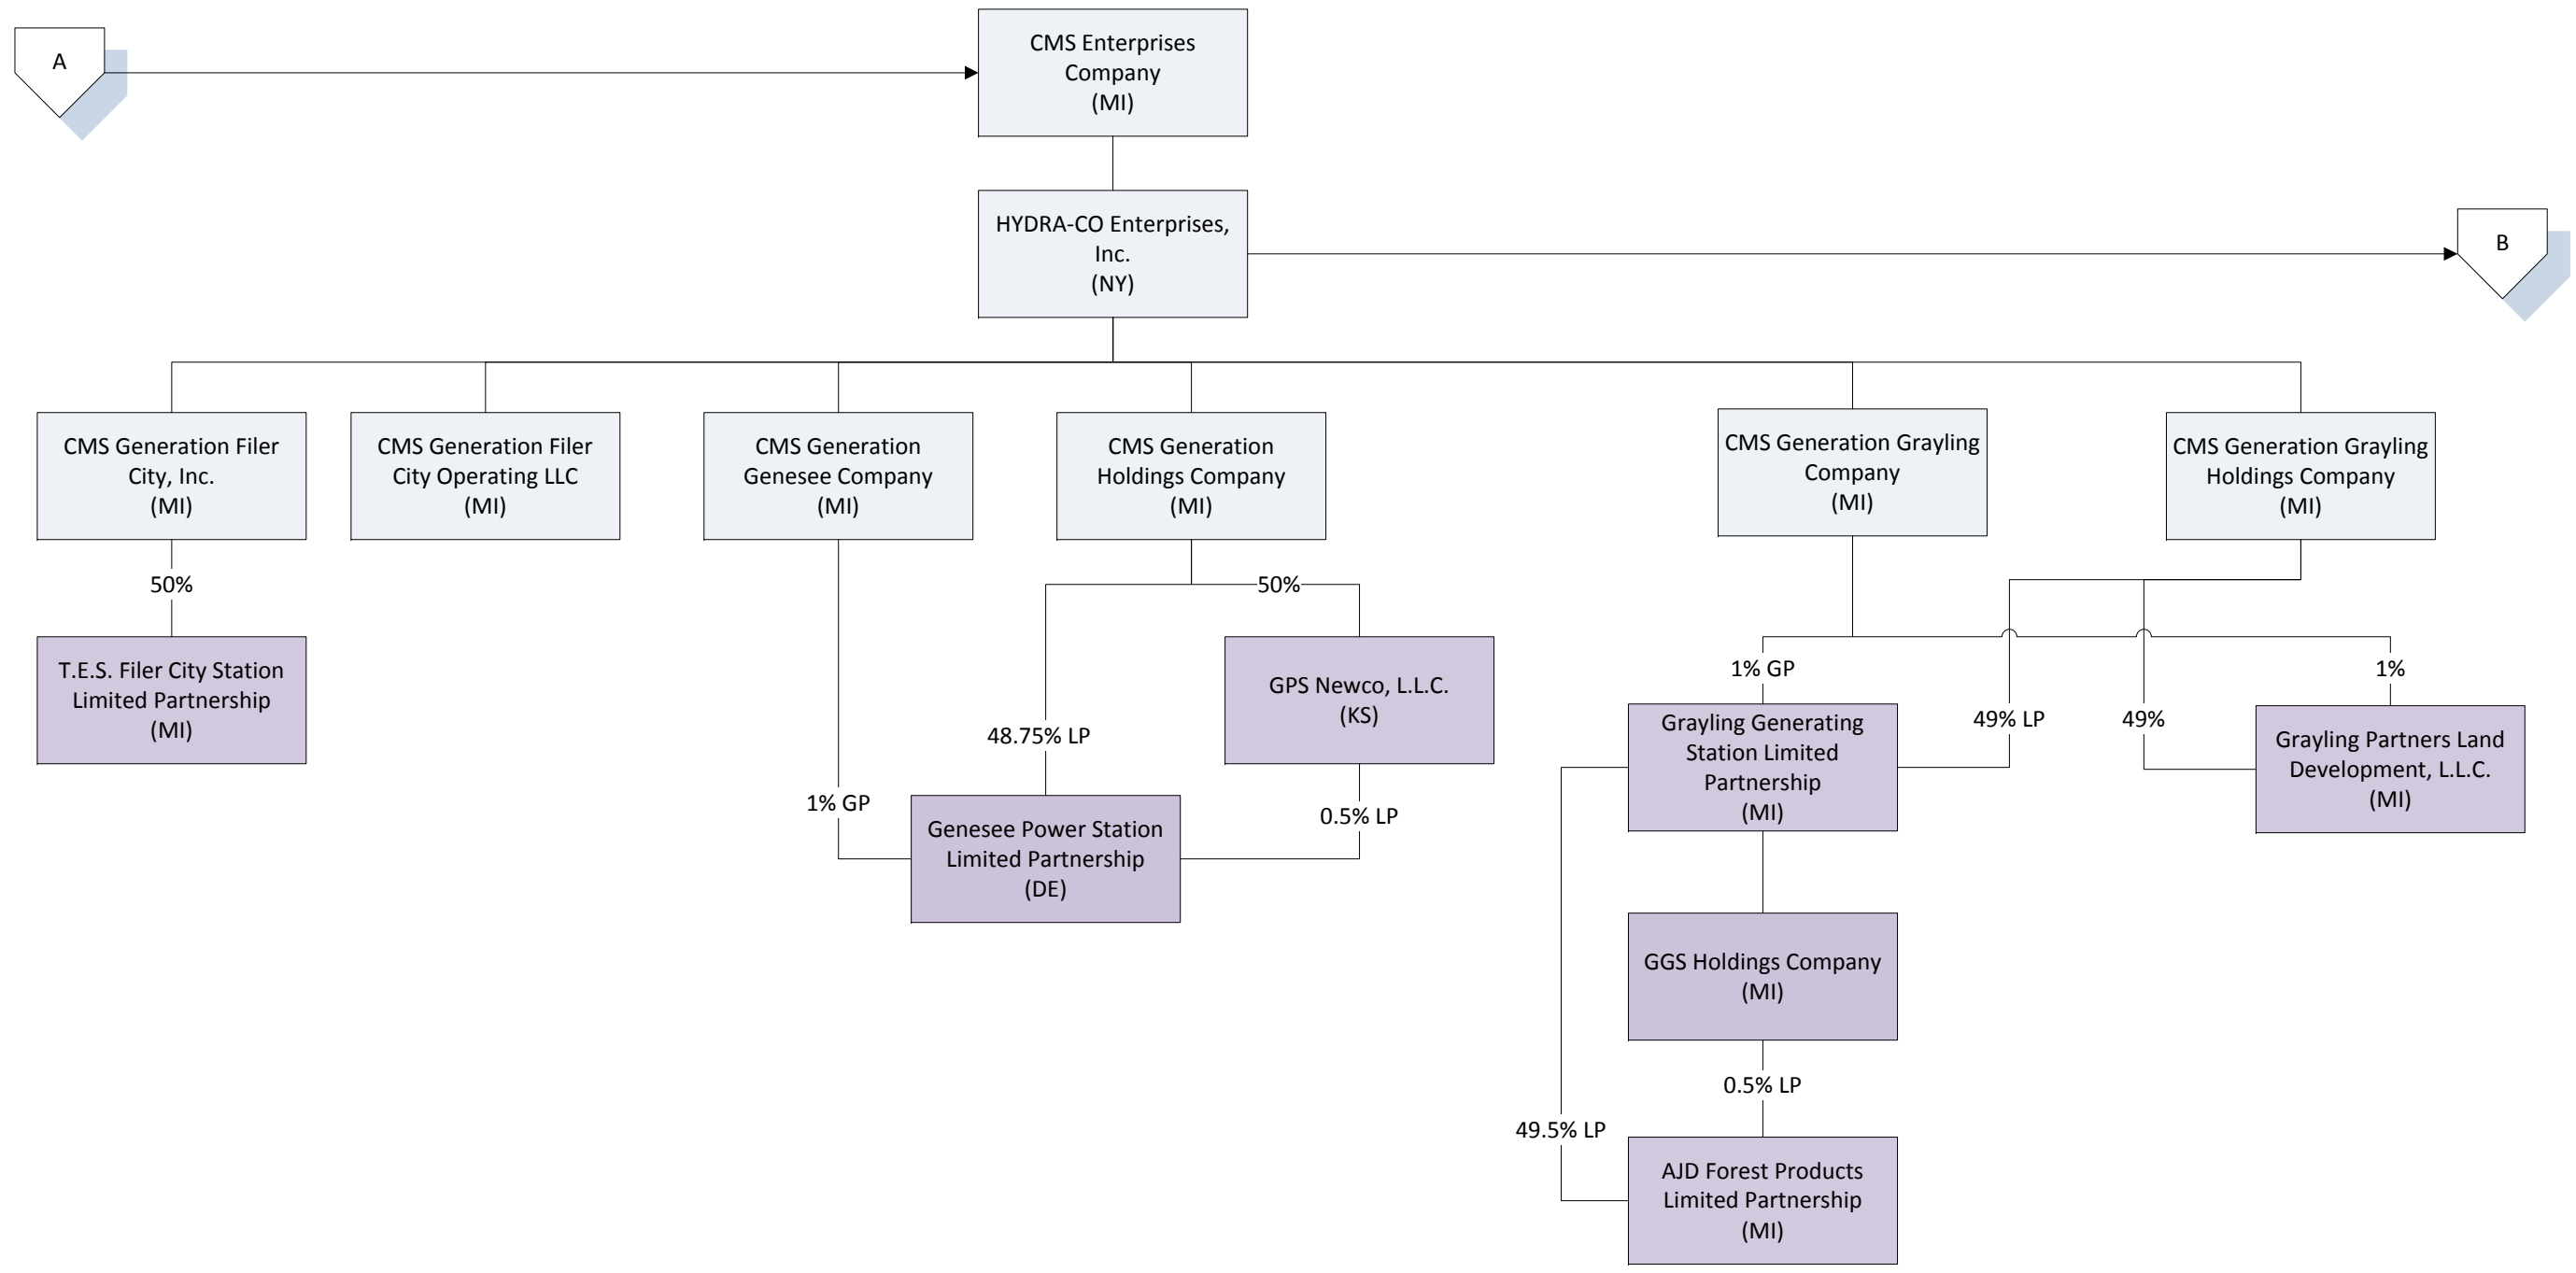 A
CMS Enterprises
Company
(MI)
HYDRA-CO Enterprises,
Inc.
(NY)
B
CMS Generation Filer
City, Inc.
(MI)
CMS Generation Filer
City Operating LLC
(MI)
CMS Generation
Genesee Company
(MI)
CMS Generation
Holdings Company
(MI)
CMS Generation Grayling
Company
(MI)
CMS Generation Grayling
Holdings Company
(MI)
50%
50%
T.E.S. Filer City Station
Limited Partnership
(MI)
GPS Newco, L.L.C.
(KS)
1% GP
1%
48.75% LP
49% LP
49%
Grayling Generating
Station Limited
Partnership
(MI)
Grayling Partners Land
Development, L.L.C.
(MI)
1% GP
0.5% LP
Genesee Power Station
Limited Partnership
(DE)
GGS Holdings Company
(MI)
0.5% LP
49.5% LP
AJD Forest Products
Limited Partnership
(MI)